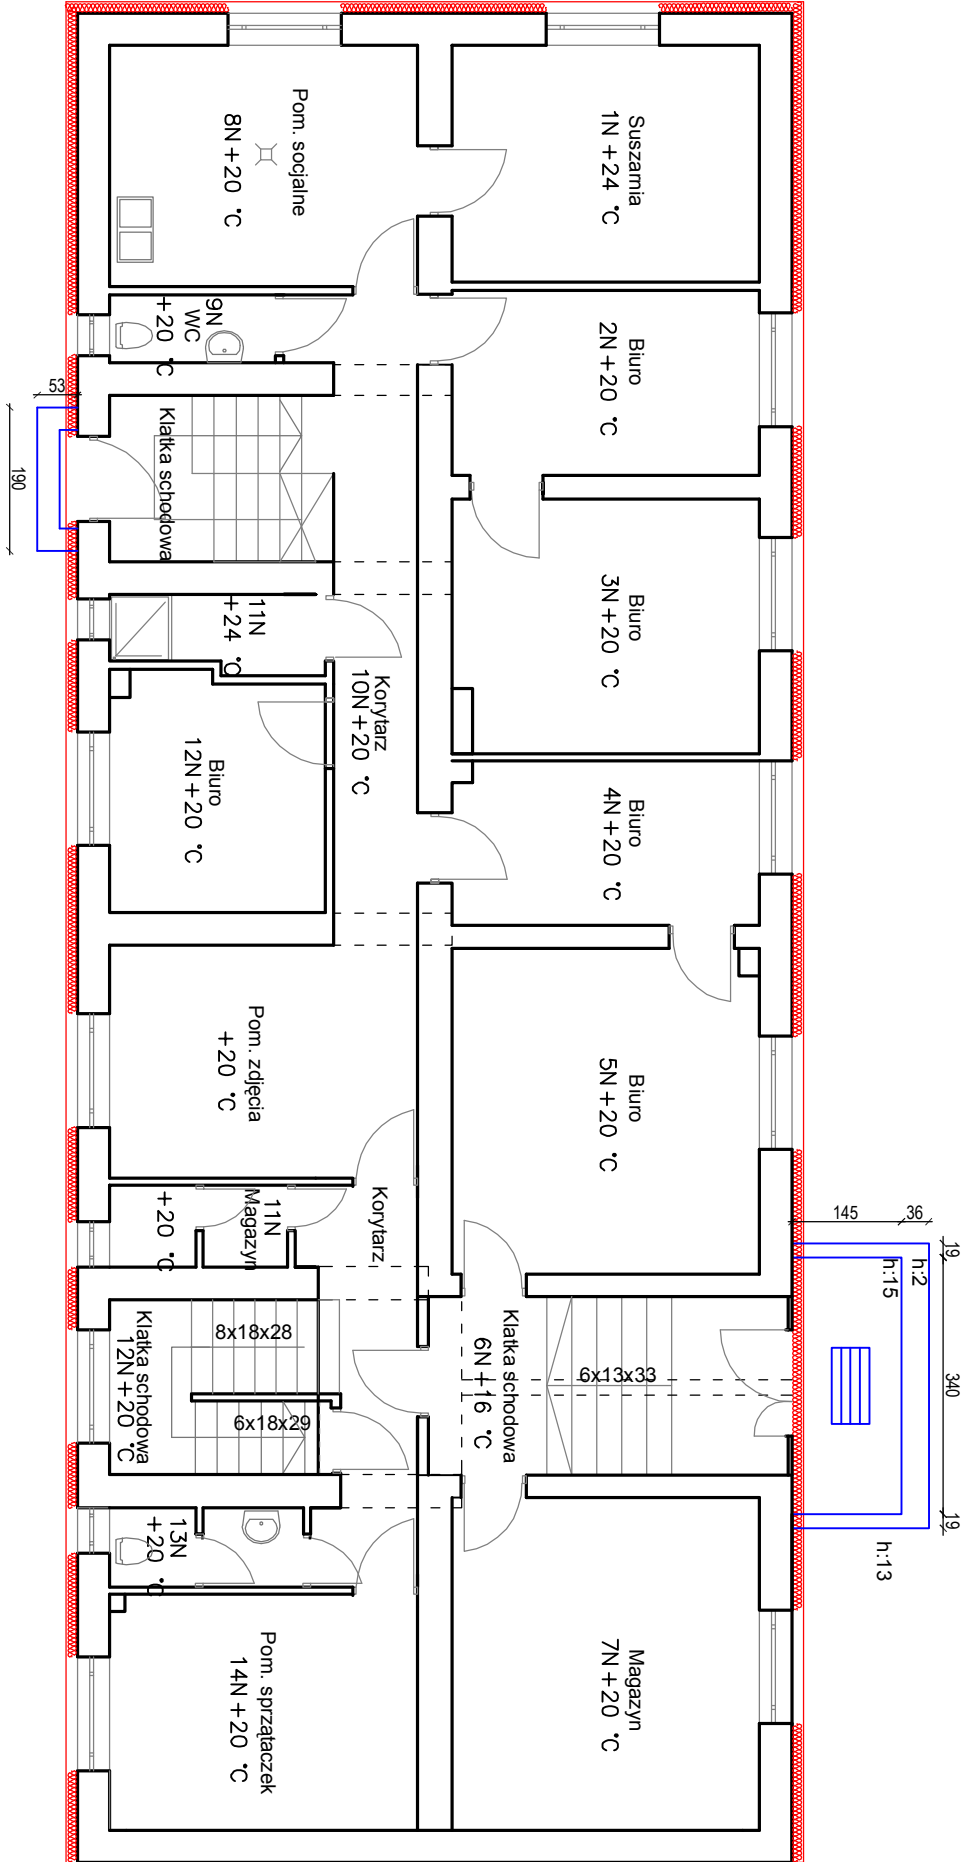 Suszarnia
1N +24 °C
Pom. socjalne
8N +20 °C
9N
WC
+20 °C
Biuro
2N+20 °C
53
190
Klatka schodowa
Biuro
3N+20 °C
11N
+24 °C
Korytarz
10N+20 °C
Biuro
12N+20 °C
Biuro
4N+20 °C
Pom. zdjęcia
+20 °C
Biuro
5N+20 °C
Korytarz
11N
Magazyn
+20 °C
145
36
19
340
19
h:2
h:15
h:13
Klatka schodowa
6N+16 °C
6x13x33
8x18x28
6x18x29
Klatka schodowa
12N+20 °C
13N
+20 °C
Pom. sprzątaczek
14N+20 °C
Magazyn
7N+20 °C